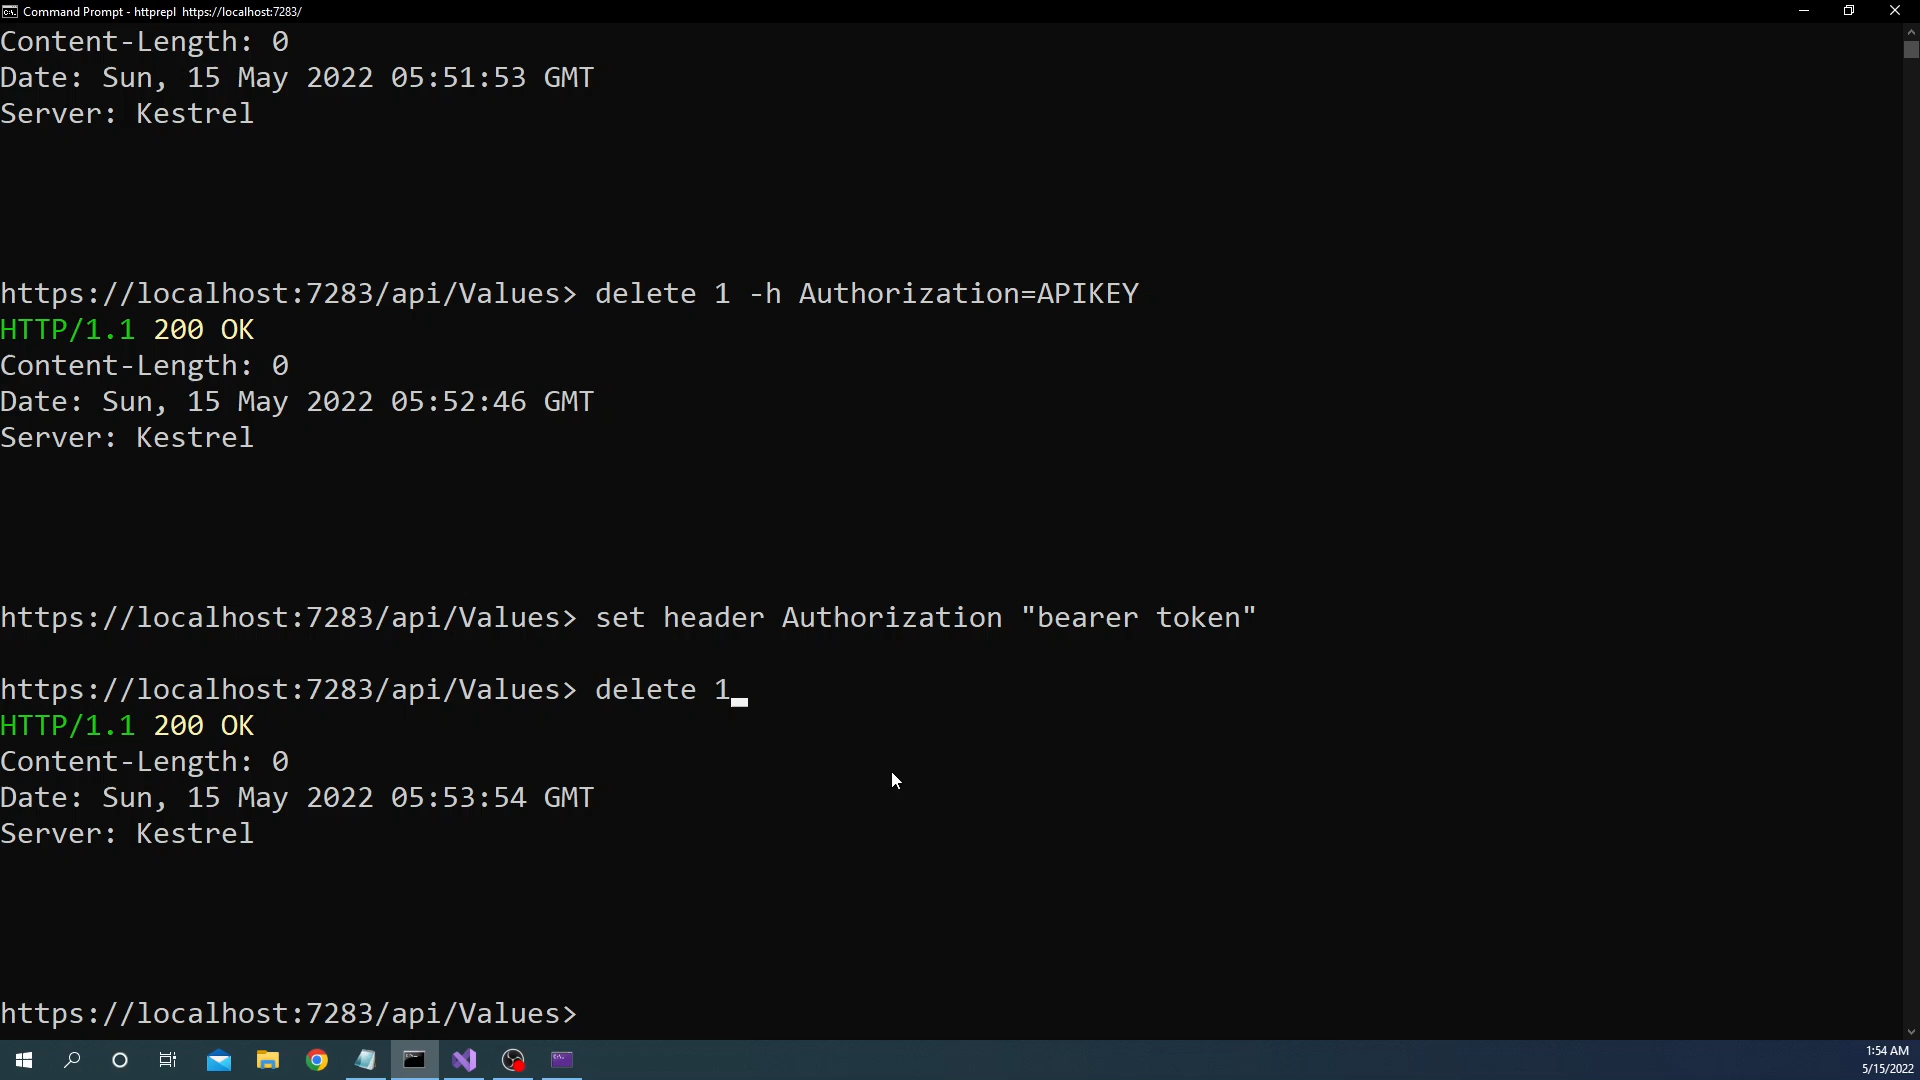 Command Prompt - httprepl  https://localhost:7283/
Content-Length: 0
Date: Sun, 15 May 2022 05:51:53 GMT
Server: Kestrel
https://localhost:7283/api/Values> delete 1 -h Authorization=APIKEY
HTTP/1.1 200 OK
Content-Length: 0
Date: Sun, 15 May 2022 05:52:46 GMT
Server: Kestrel
https://localhost:7283/api/Values> set header Authorization "bearer token"
https://localhost:7283/api/Values> delete 1
HTTP/1.1 200 OK
Content-Length: 0
Date: Sun, 15 May 2022 05:53:54 GMT
Server: Kestrel
https://localhost:7283/api/Values>
1:54 AM
5/15/2022